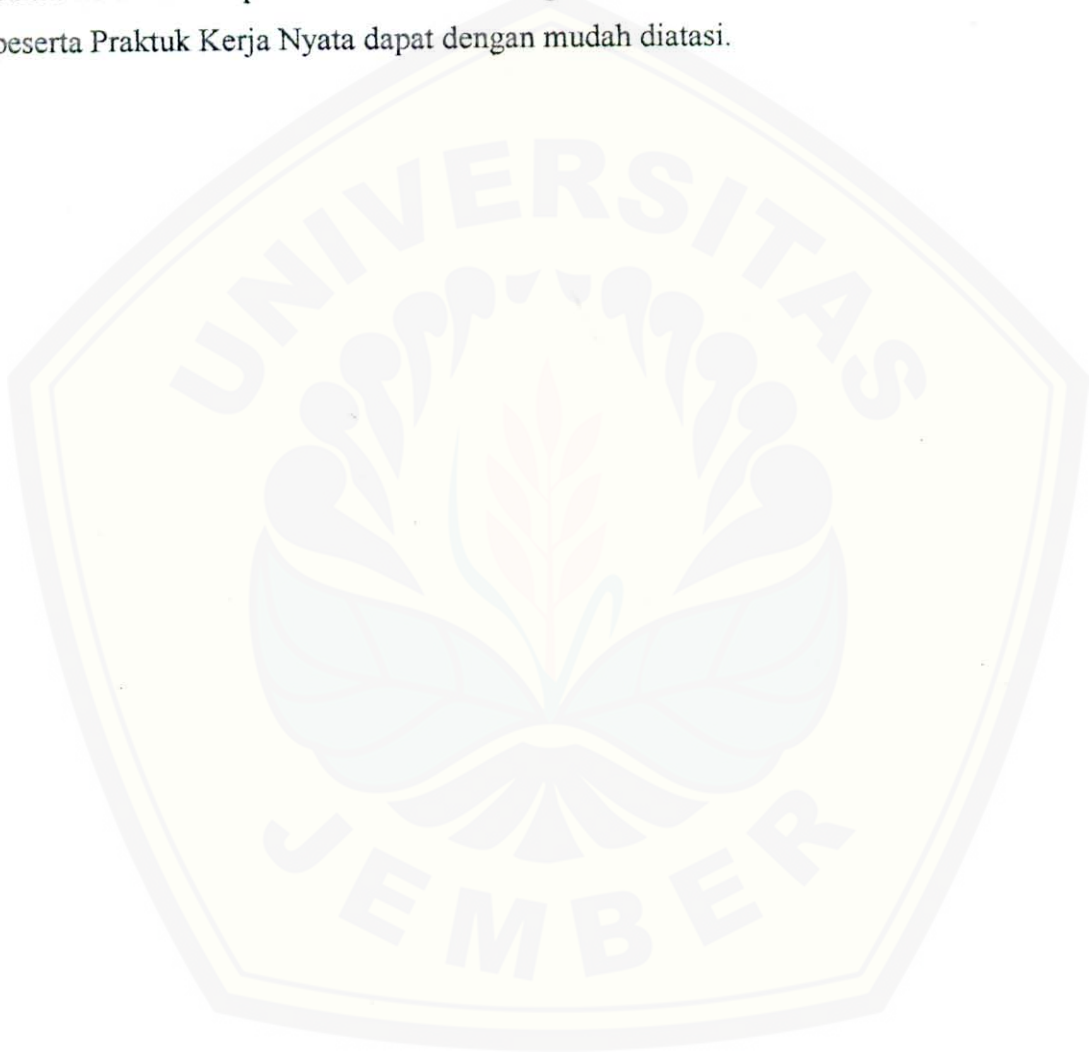 peserta Praktuk Kerja Nyata dapat dengan mudah diatasi.
UNIVERSITAS
JEMBER